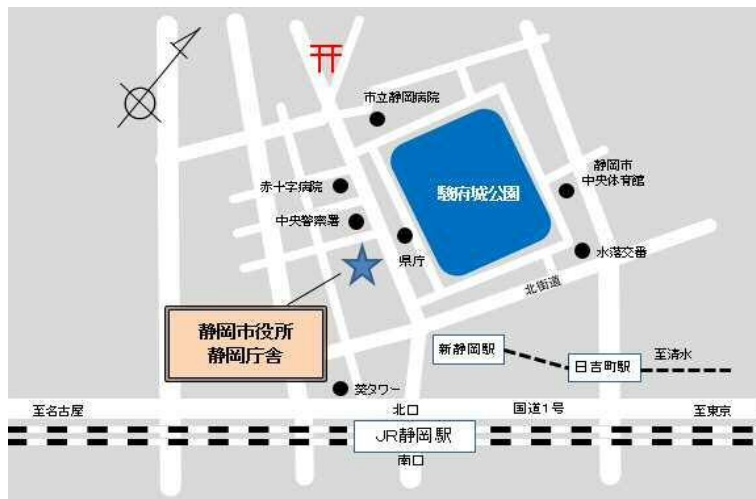 市立静岡病院
静岡市
中央体育館
赤十字病院
駿府城公園
中央警察署
県庁
水落交番
北街道
静岡市役所
静岡庁舎
新静岡駅
日吉町駅
至清水
葵タワー
至名古屋
北口
国道1号
至東京
JR静岡駅
南口